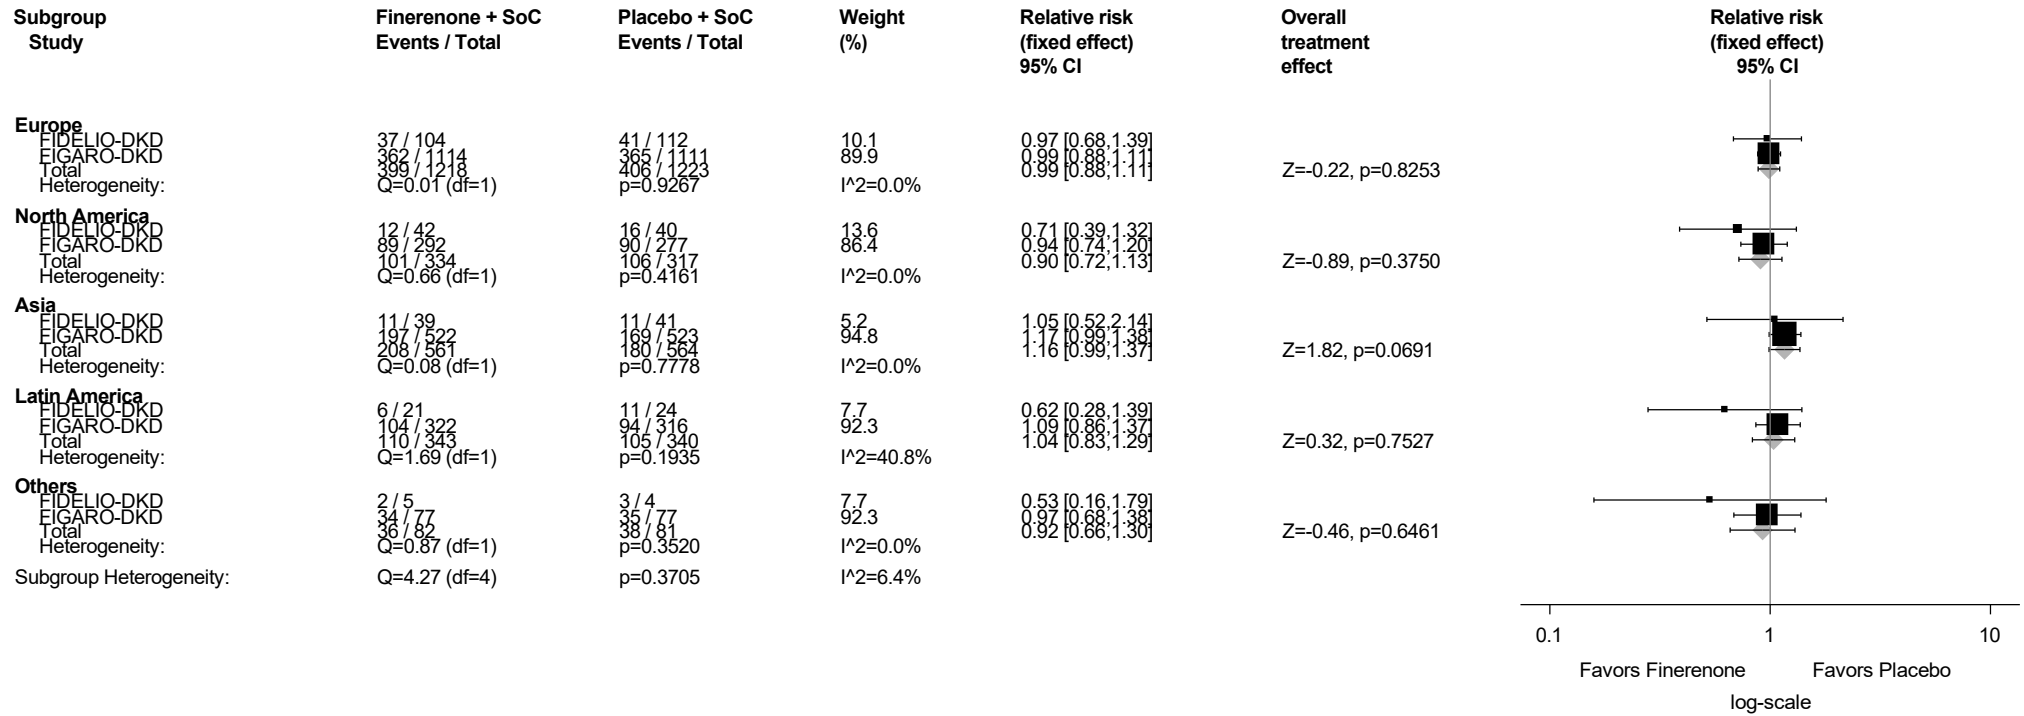 Subgroup Finerenone + SoC Placebo + SoC Weight Relative risk Overall Relative risk
Study Events / Total Events / Total (%) (fixed effect) treatment (fixed effect)
95% CI effect 95% CI
Europe
FIDELIO-DKD 37 / 104 41 / 112 10.1 0.97 [0.68,1.39]
FIGARO-DKD 362 / 1114 365 / 1111 89.9 0.99 [0.88,1.11]
Total 399 / 1218 406 / 1223 0.99 [0.88,1.11] Z=-0.22, p=0.8253
Heterogeneity: Q=0.01 (df=1) p=0.9267 I^2=0.0%
North America
FIDELIO-DKD 12 / 42 16 / 40 13.6 0.71 [0.39,1.32]
FIGARO-DKD 89 / 292 90 / 277 86.4 0.94 [0.74,1.20]
Total 101 / 334 106 / 317 0.90 [0.72,1.13] Z=-0.89, p=0.3750
Heterogeneity: Q=0.66 (df=1) p=0.4161 I^2=0.0%
Asia
FIDELIO-DKD 11 / 39 11 / 41 5.2 1.05 [0.52,2.14]
FIGARO-DKD 197 / 522 169 / 523 94.8 1.17 [0.99,1.38]
Total 208 / 561 180 / 564 1.16 [0.99,1.37] Z=1.82, p=0.0691
Heterogeneity: Q=0.08 (df=1) p=0.7778 I^2=0.0%
Latin America
FIDELIO-DKD 6 / 21 11 / 24 7.7 0.62 [0.28,1.39]
FIGARO-DKD 104 / 322 94 / 316 92.3 1.09 [0.86,1.37]
Total 110 / 343 105 / 340 1.04 [0.83,1.29] Z=0.32, p=0.7527
Heterogeneity: Q=1.69 (df=1) p=0.1935 I^2=40.8%
Others
FIDELIO-DKD 2 / 5 3 / 4 7.7 0.53 [0.16,1.79]
FIGARO-DKD 34 / 77 35 / 77 92.3 0.97 [0.68,1.38]
Total 36 / 82 38 / 81 0.92 [0.66,1.30] Z=-0.46, p=0.6461
Heterogeneity: Q=0.87 (df=1) p=0.3520 I^2=0.0%
Subgroup Heterogeneity: Q=4.27 (df=4) p=0.3705 I^2=6.4%
0.1 1 10
Favors Finerenone Favors Placebo
log-scale